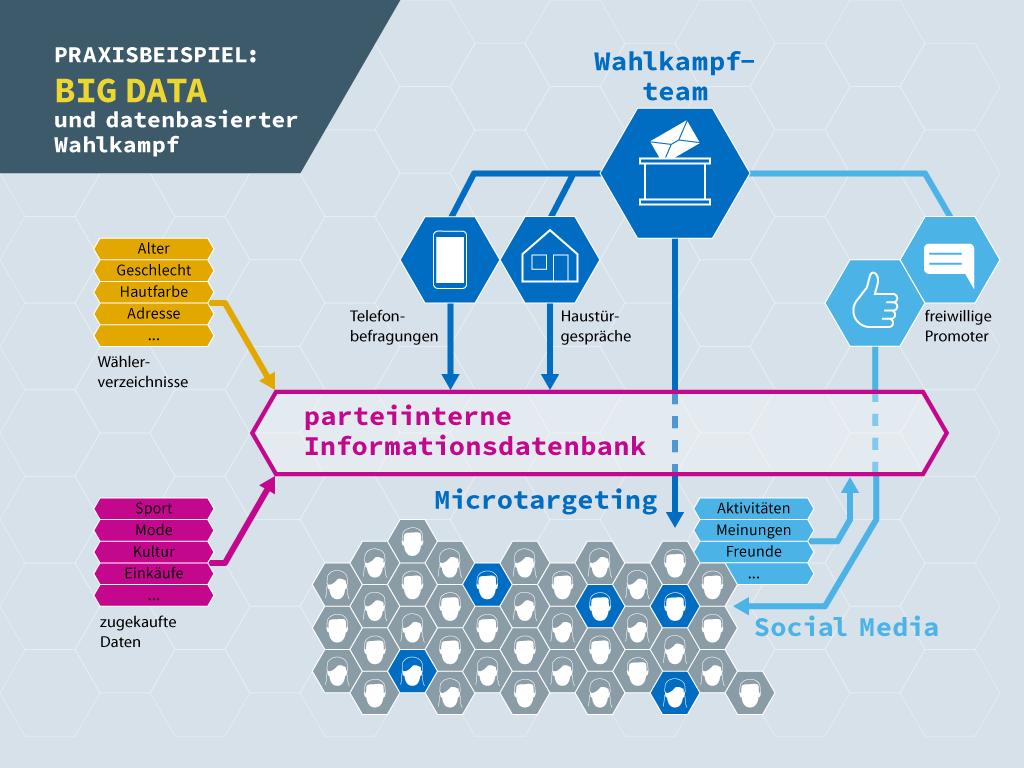 PRAXISBEISPIEL:
BIG DATA
und datenbasierter
Wahlkampf
Wahlkampf-
team
Alter
Geschlecht
Hautfarbe
Adresse
...
Wähler-
verzeichnisse
Telefon-
befragungen
Haustür-
gespräche
freiwillige
Promoter
parteiinterne
Informationsdatenbank
Sport
Mode
Kultur
Einkäufe
...
zugekaufte
Daten
Microtargeting
Aktivitäten
Meinungen
Freunde
...
Social Media